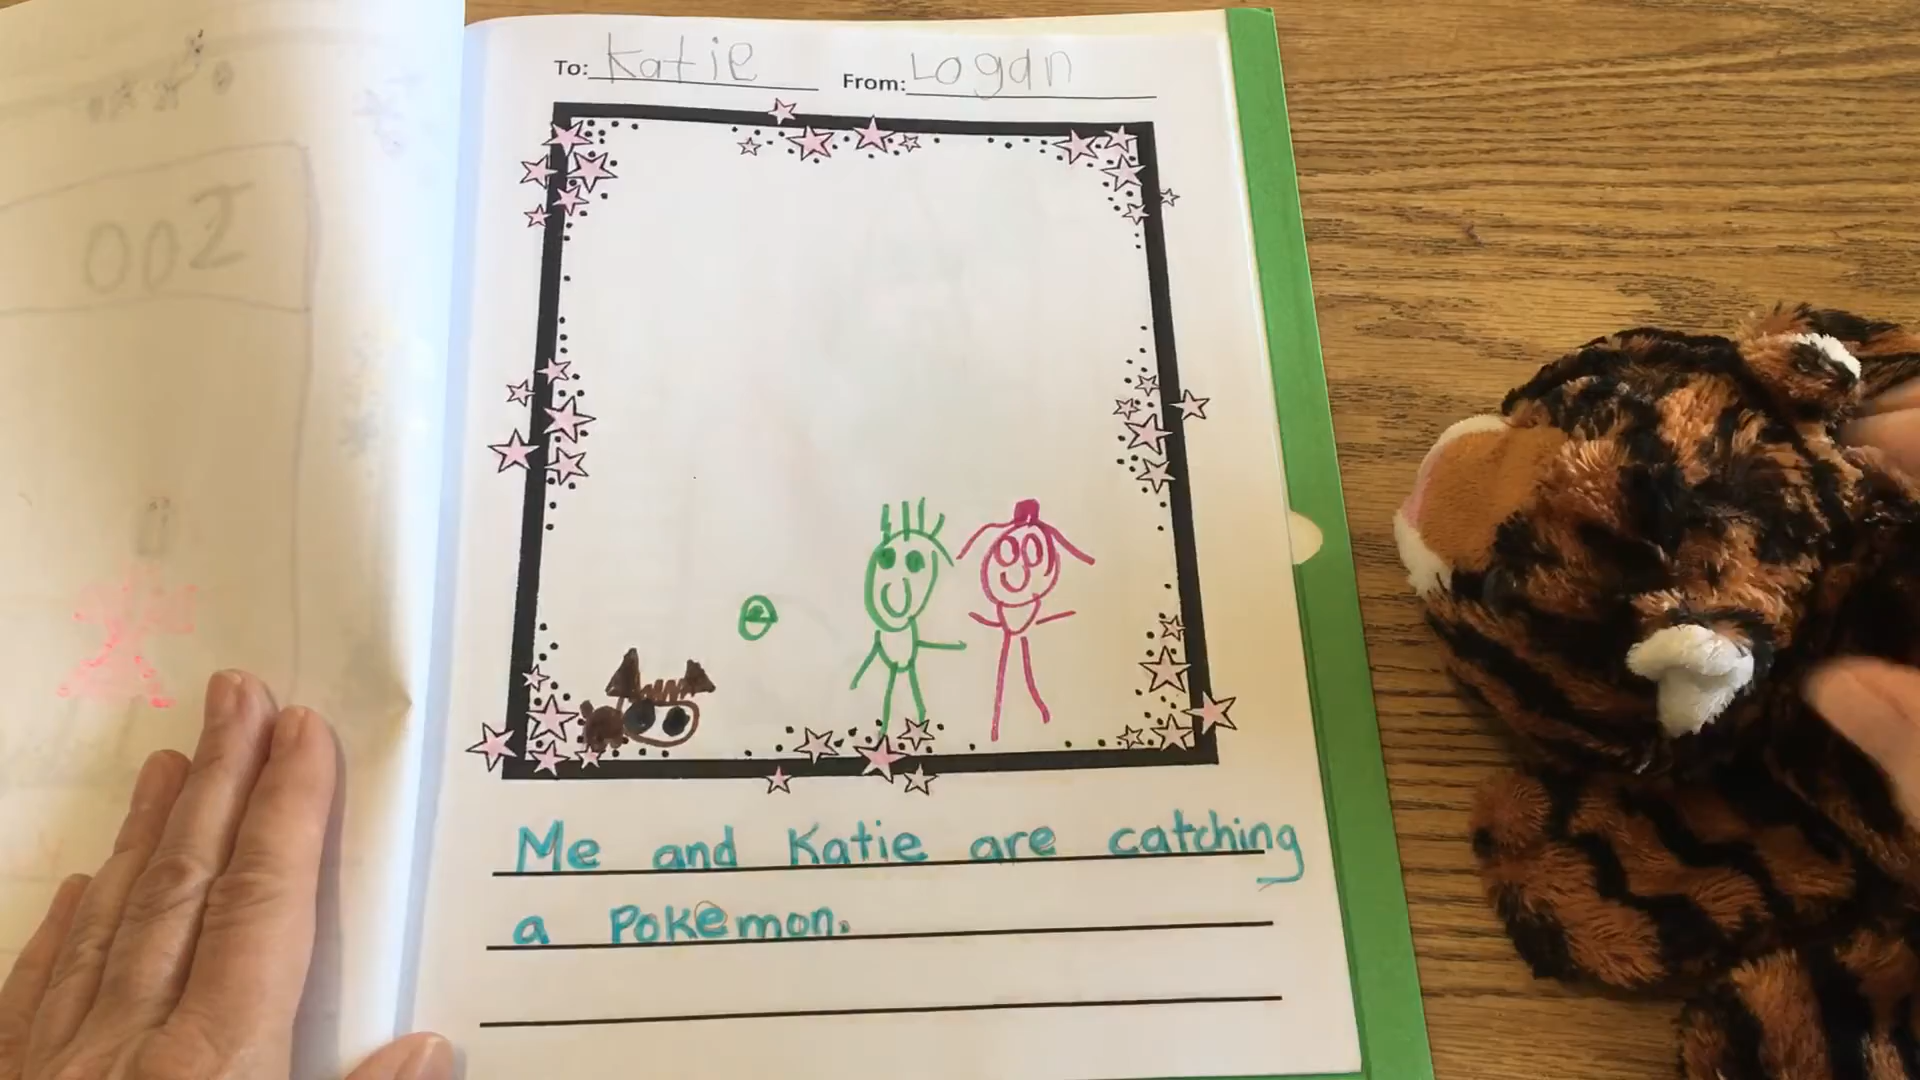 To: Katie From: Logan
Me and Katie are catching
a Pokemon.